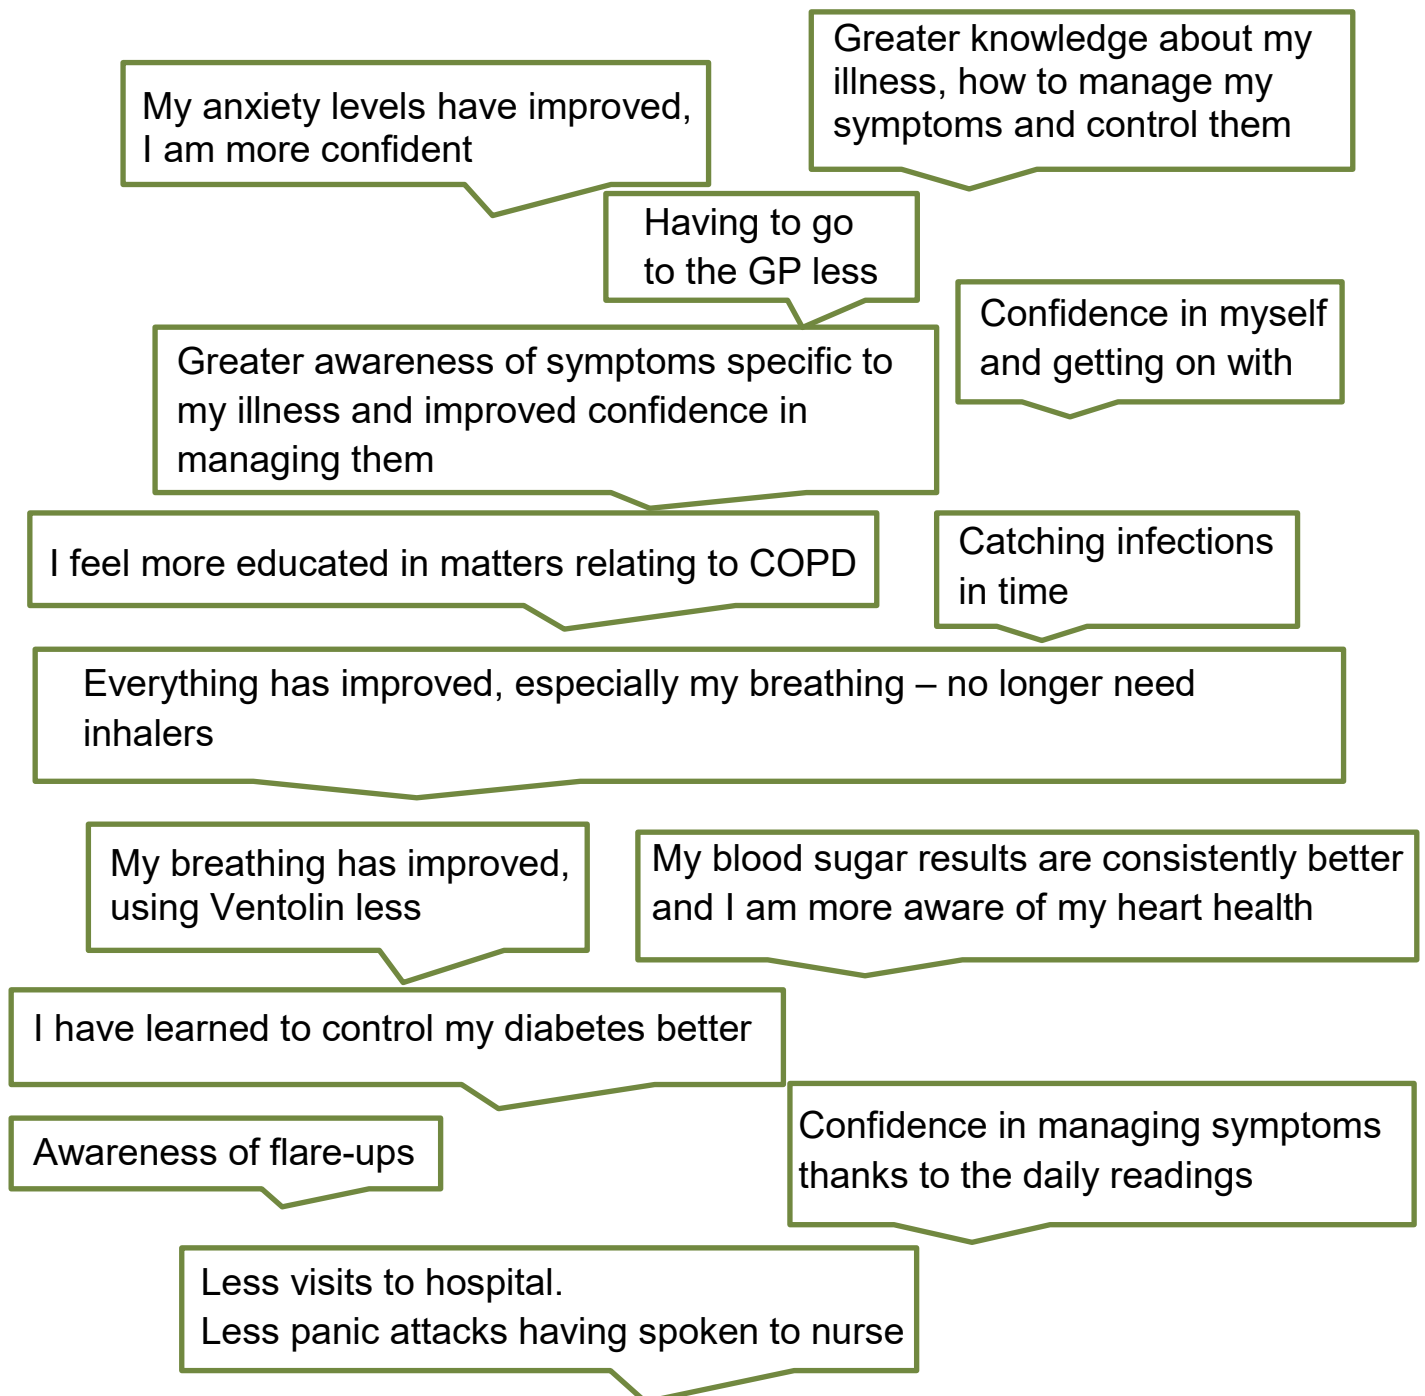 Greater knowledge about my
illness, how to manage my
symptoms and control them
My anxiety levels have improved,
I am more confident
Having to go
to the GP less
Confidence in myself
and getting on with
Greater awareness of symptoms specific to
my illness and improved confidence in
managing them
I feel more educated in matters relating to COPD
Catching infections
in time
Everything has improved, especially my breathing – no longer need
inhalers
My breathing has improved,
using Ventolin less
My blood sugar results are consistently better
and I am more aware of my heart health
I have learned to control my diabetes better
Confidence in managing symptoms
thanks to the daily readings
Awareness of flare-ups
Less visits to hospital.
Less panic attacks having spoken to nurse